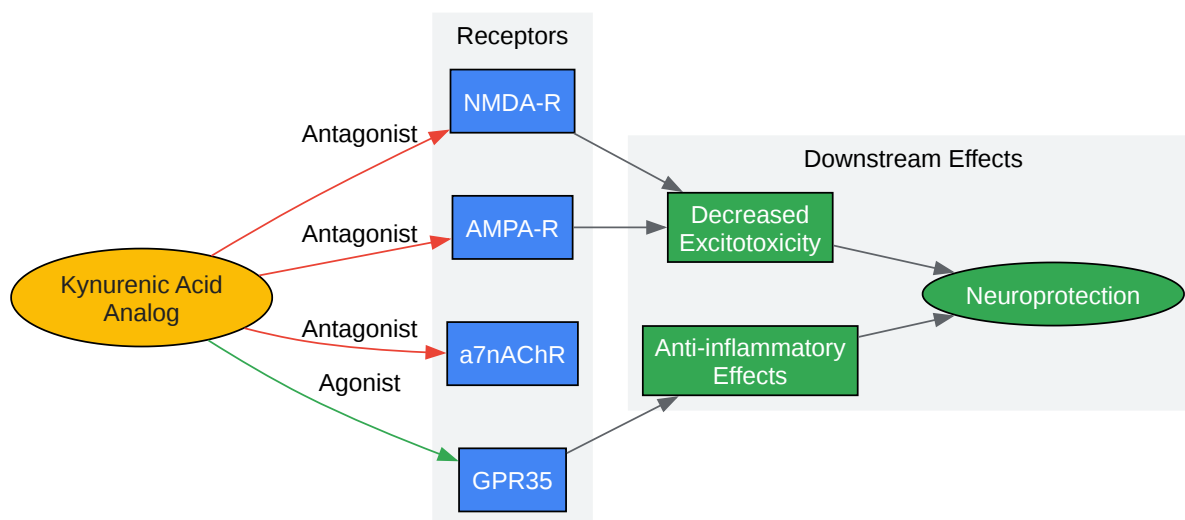 Receptors
NMDA-R
Antagonist
Downstream Effects
AMPA-R
Decreased
Excitotoxicity
Antagonist
Kynurenic Acid
Analog
Neuroprotection
Antagonist
a7nAChR
Anti-inflammatory
Effects
Agonist
GPR35